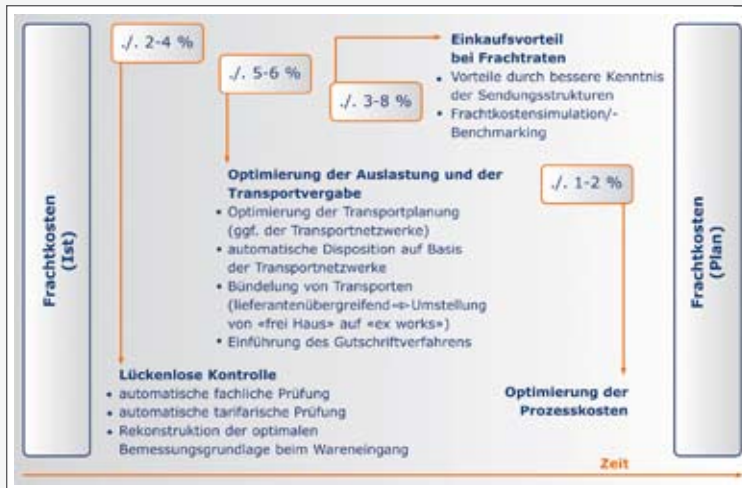 Frachtkosten
(Ist)
./. 2-4 %
Lückenlose Kontrolle
• automatische fachliche Prüfung
• automatische tarifarische Prüfung
• Rekonstruktion der optimalen
Bemessungsgrundlage beim Wareneingang
./. 5-6 %
Optimierung der Auslastung und der
Transportvergabe
• Optimierung der Transportplanung
(ggf. der Transportnetzwerke)
• automatische Disposition auf Basis
der Transportnetzwerke
• Bündelung von Transporten
(lieferantenübergreifend⇨Umstellung
von «frei Haus» auf «ex works»)
• Einführung des Gutschriftverfahrens
./. 3-8 %
Einkaufsvorteil
bei Frachtraten
• Vorteile durch bessere Kenntnis
der Sendungsstrukturen
• Frachtkostensimulation/-
Benchmarking
./. 1-2 %
Optimierung der
Prozesskosten
Frachtkosten
(Plan)
Zeit